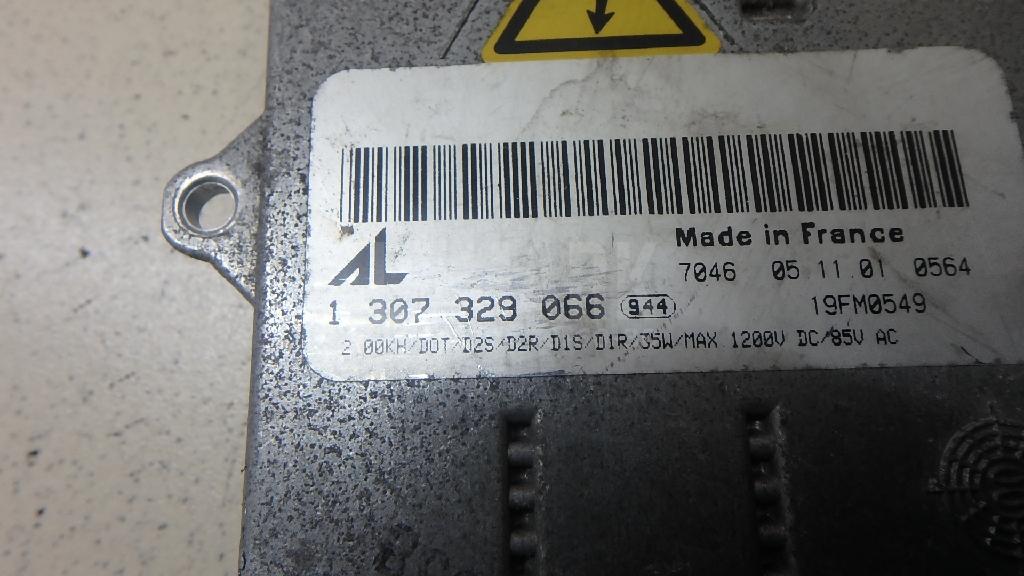 Made in France
AL
7046 05 11.01 0564
1 307 329 066 944 19FM0549
2.00KH/DOT/D2S/D2R/D1S/D1R/35W/MAX 1200V DC/85V AC